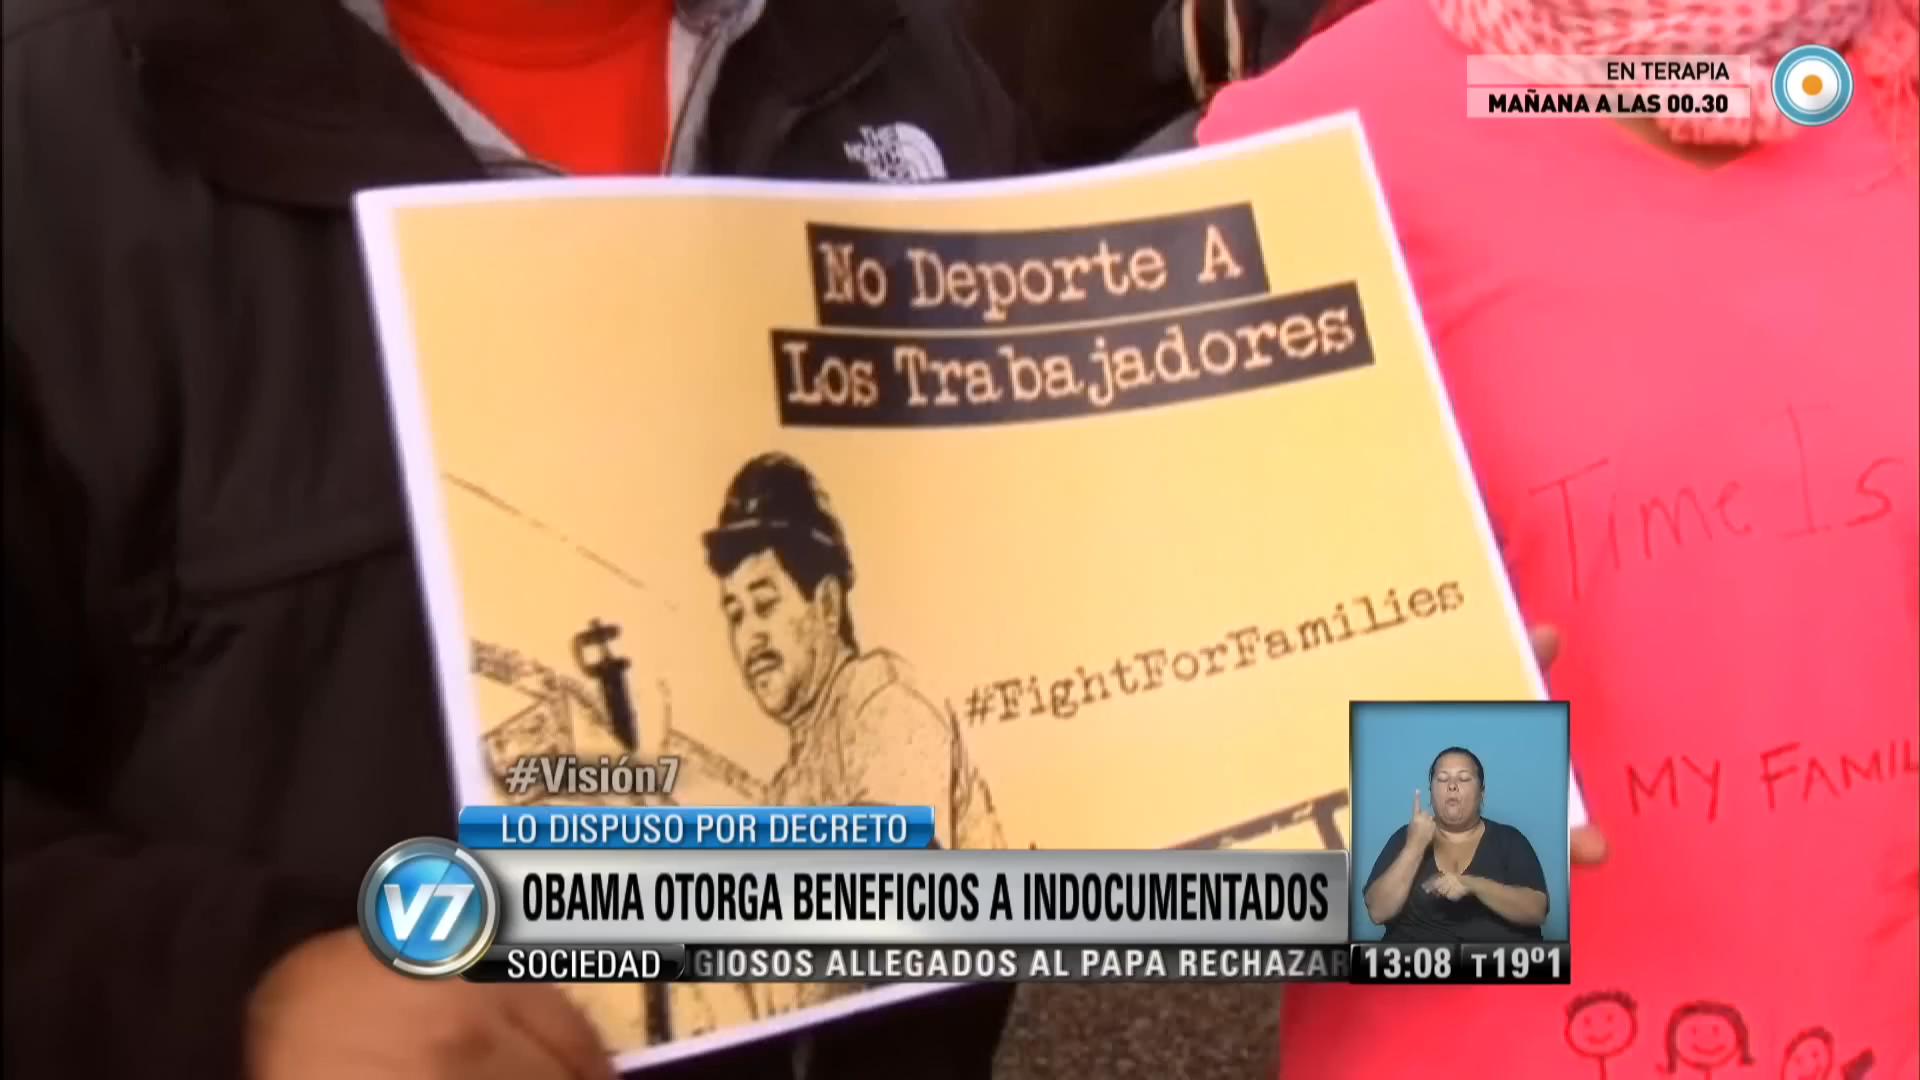 EN TERAPIA
MAÑANA A LAS 00.30
THE
NORTH
FACE
No Deporte A
Los Trabajadores
Time Is
#FightForFamilies
MY FAMIL
#Visión7
LO DISPUSO POR DECRETO
V7
OBAMA OTORGA BENEFICIOS A INDOCUMENTADOS
SOCIEDAD
GIOSOS ALLEGADOS AL PAPA RECHAZAR
13:08
T19º1